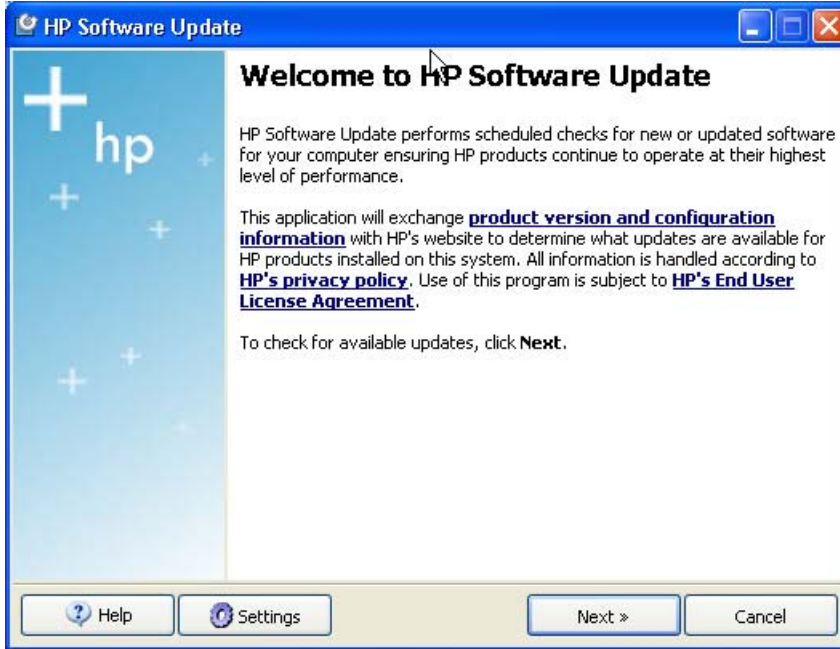 HP Software Update
hp
Welcome to HP Software Update
HP Software Update performs scheduled checks for new or updated software
for your computer ensuring HP products continue to operate at their highest
level of performance.
This application will exchange product version and configuration
information with HP's website to determine what updates are available for
HP products installed on this system. All information is handled according to
HP's privacy policy. Use of this program is subject to HP's End User
License Agreement.
To check for available updates, click Next.
Help
Settings
Next »
Cancel